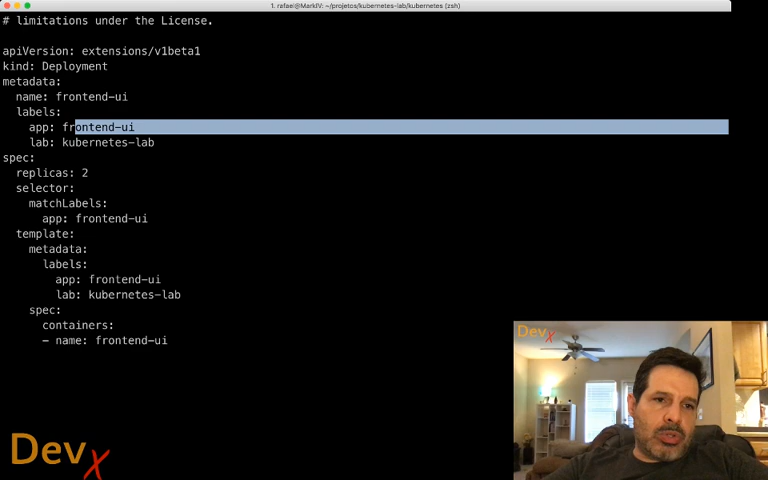 1. rafael@MarkIV: ~/projetos/kubernetes-lab/kubernetes (zsh)
# limitations under the License.
apiVersion: extensions/v1beta1
kind: Deployment
metadata:
name: frontend-ui
labels:
app: frontend-ui
lab: kubernetes-lab
spec:
replicas: 2
selector:
matchLabels:
app: frontend-ui
template:
metadata:
labels:
app: frontend-ui
lab: kubernetes-lab
spec:
containers:
- name: frontend-ui
DevX
DevX